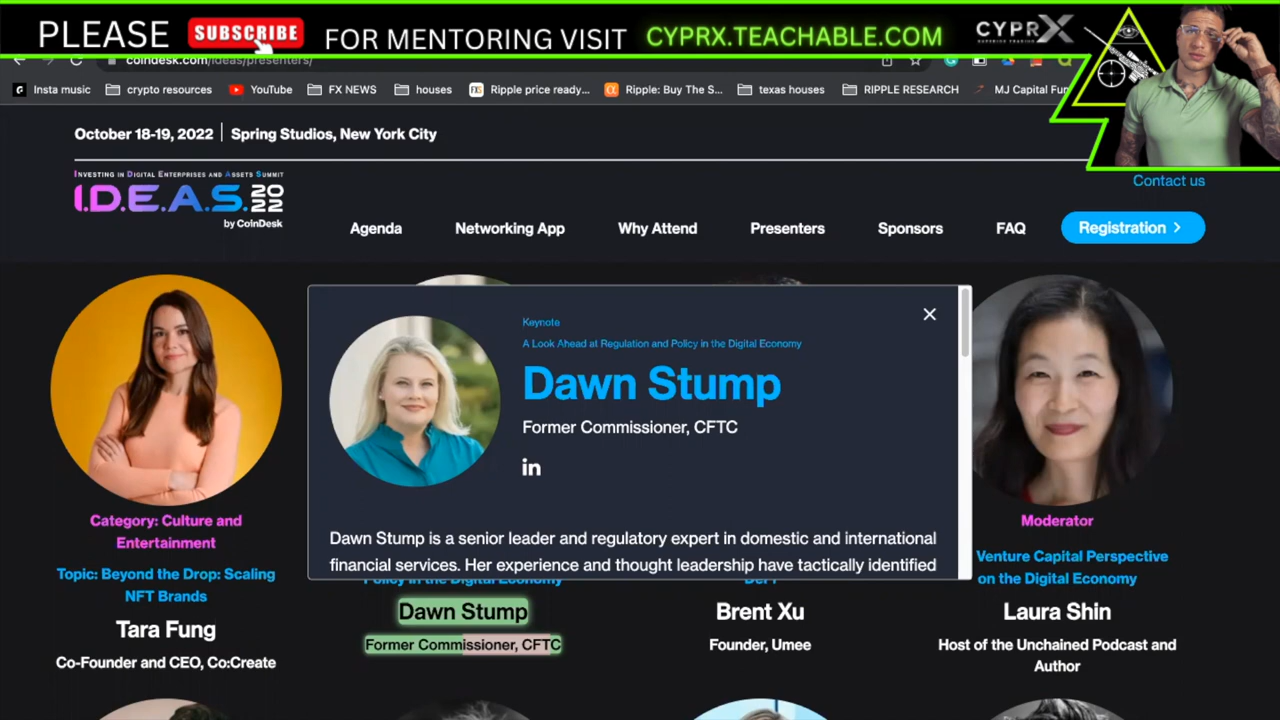 PLEASE SUBSCRIBE FOR MENTORING VISIT CYPRX.TEACHABLE.COM CYPRX
coindesk.com/ideas/presenters/
Insta music crypto resources YouTube FX NEWS houses Ripple price ready... Ripple: Buy The S... texas houses RIPPLE RESEARCH MJ Capital Fun
October 18-19, 2022 | Spring Studios, New York City
Contact us
INVESTING IN DIGITAL ENTERPRISES AND ASSETS SUMMIT
I.D.E.A.S. 2022
by CoinDesk
Agenda Networking App Why Attend Presenters Sponsors FAQ Registration
Keynote
A Look Ahead at Regulation and Policy in the Digital Economy
Dawn Stump
Former Commissioner, CFTC
in
Dawn Stump is a senior leader and regulatory expert in domestic and international
financial services. Her experience and thought leadership have tactically identified
Category: Culture and
Entertainment
Topic: Beyond the Drop: Scaling
NFT Brands
Tara Fung
Co-Founder and CEO, Co:Create
Policy in the Digital Economy
Dawn Stump
Former Commissioner, CFTC
DeFi
Brent Xu
Founder, Umee
Moderator
Venture Capital Perspective
on the Digital Economy
Laura Shin
Host of the Unchained Podcast and
Author